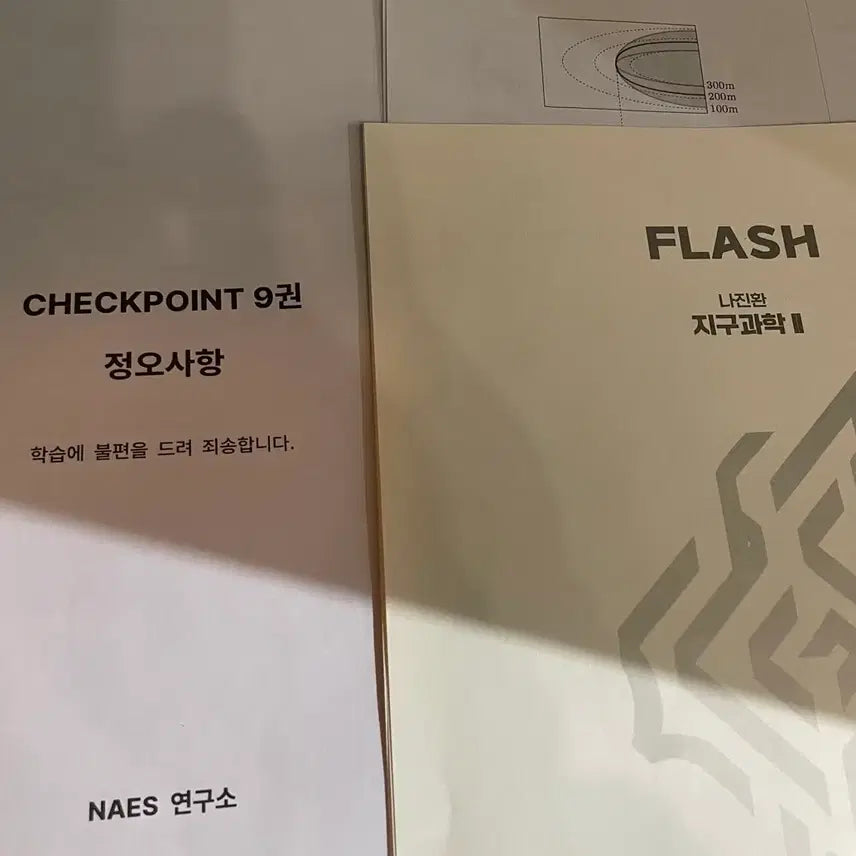 300m
200m
100m
CHECKPOINT 9권
정오사항
학습에 불편을 드려 죄송합니다.
NAES 연구소
FLASH
나진환
지구과학 II